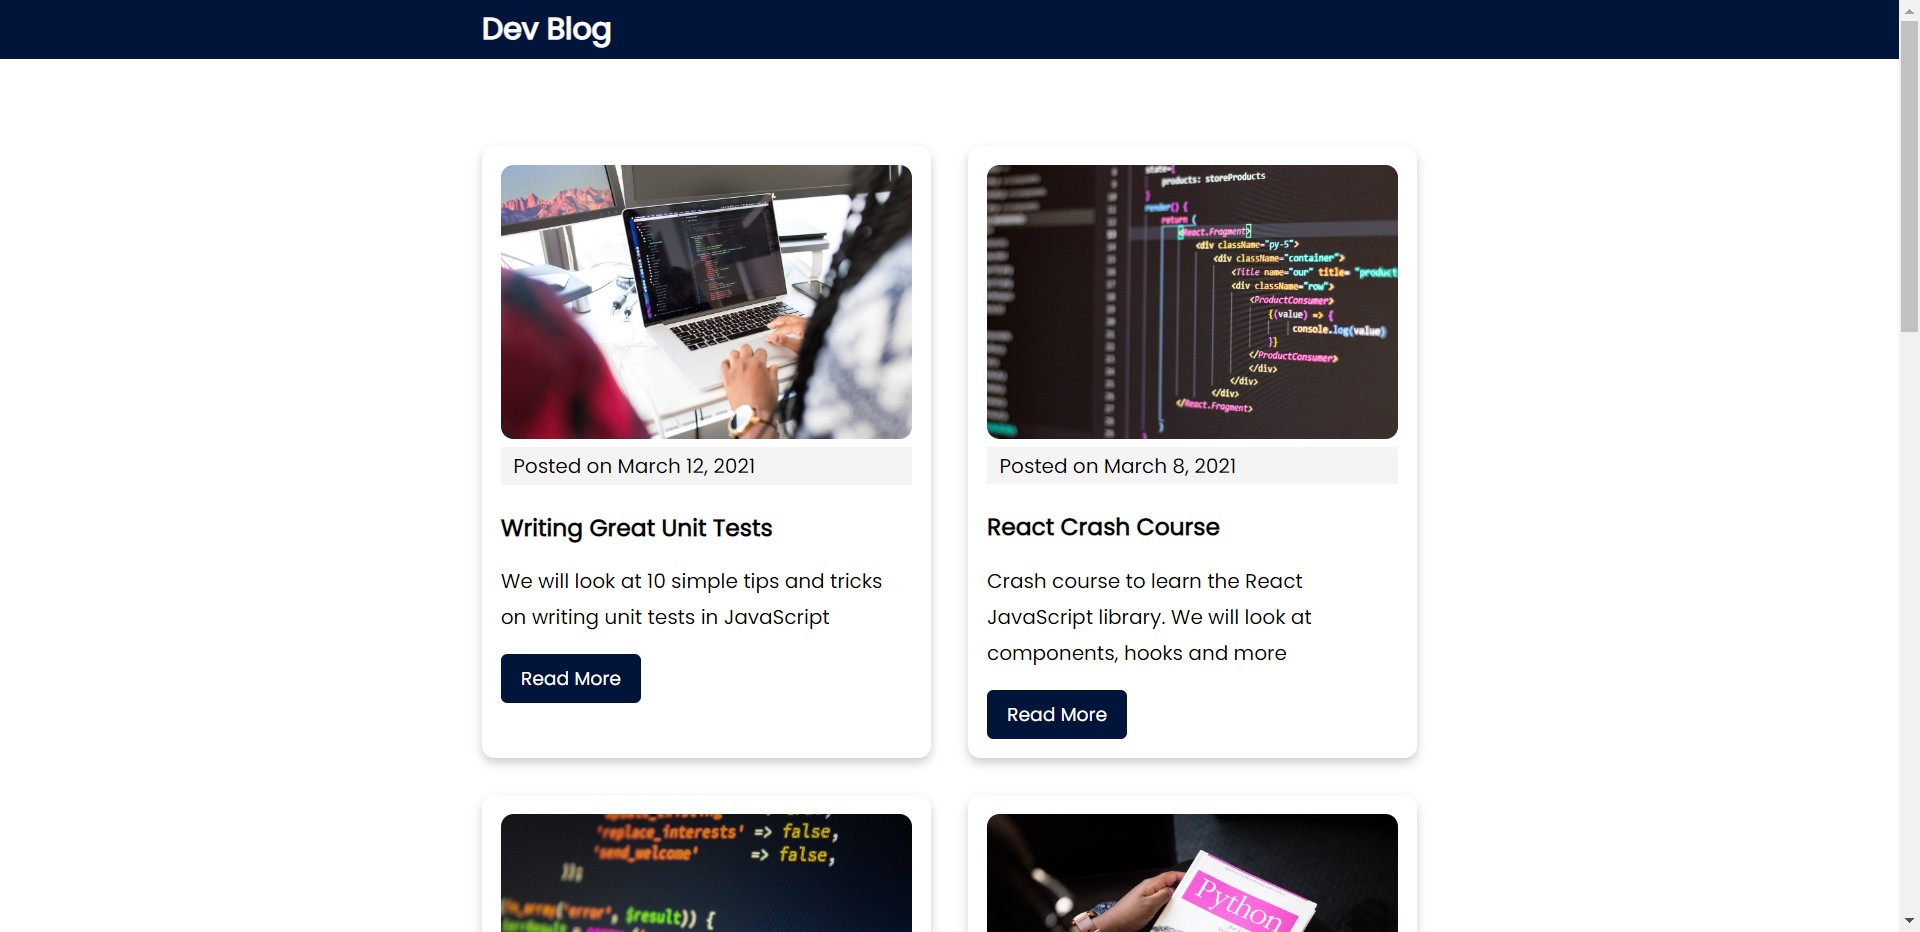 Dev Blog
state={
products: storeProducts
}
render() {
return (
<React.Fragment>
<div className="py-5">
<div className="container">
<Title name="our" title= "product
<div className="row">
<ProductConsumer>
{(value) => {
console.log(value)
}}
</ProductConsumer>
</div>
</div>
</div>
</React.Fragment>
Posted on March 12, 2021
Writing Great Unit Tests
We will look at 10 simple tips and tricks
on writing unit tests in JavaScript
Read More
Posted on March 8, 2021
React Crash Course
Crash course to learn the React
JavaScript library. We will look at
components, hooks and more
Read More
'replace_interests' => false,
'send_welcome' => false,
));
'error', $result)) {
Python